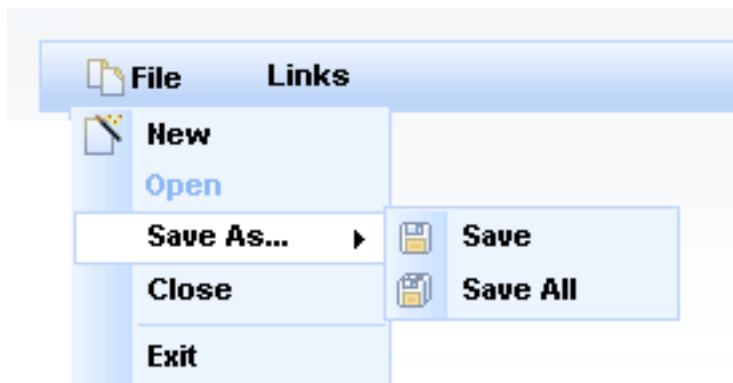 File Links
New
Open
Save As...
Save
Close
Save All
Exit